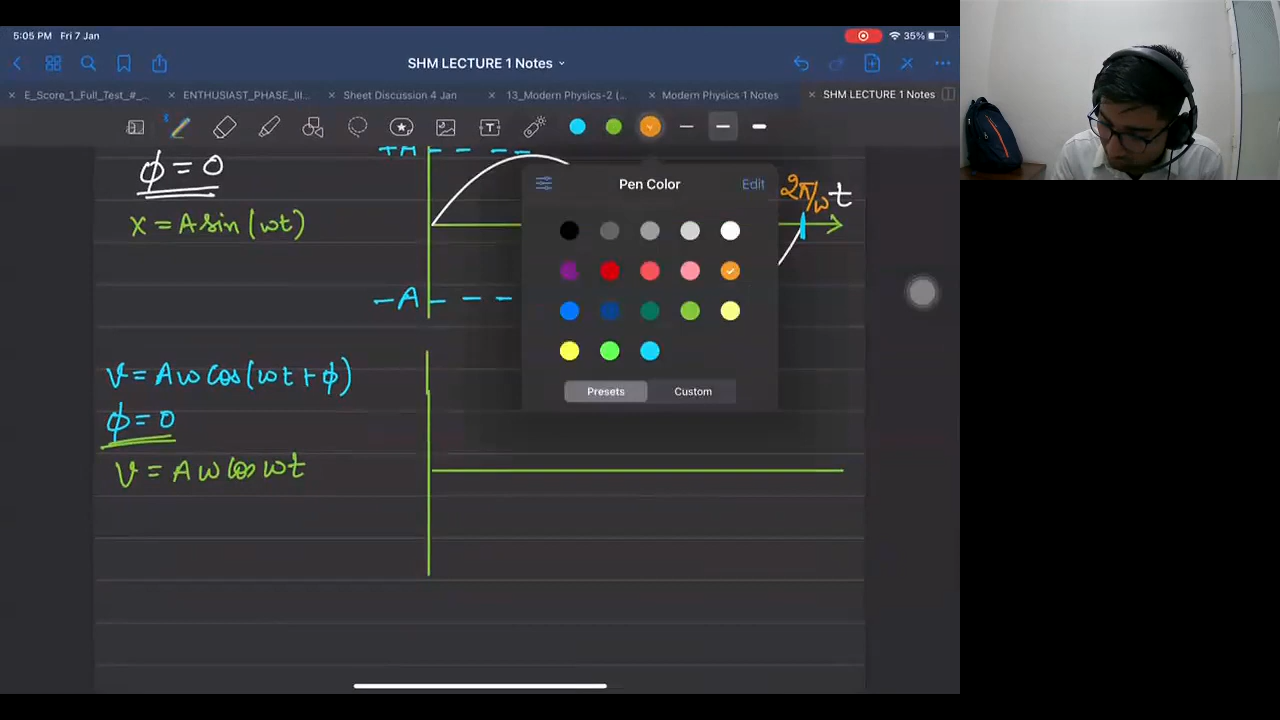 5:05 PM Fri 7 Jan
35%
SHM LECTURE 1 Notes
E_Score_1_Full_Test_#_...
ENTHUSIAST_PHASE_III...
Sheet Discussion 4 Jan
13_Modern Physics-2 (...
Modern Physics 1 Notes
SHM LECTURE 1 Notes
ϕ = 0
+A
Pen Color
Edit
2π/ω t
x = A sin(ωt)
-A
v = Aω cos(ωt + ϕ)
Presets
Custom
ϕ = 0
v = Aω cos ωt